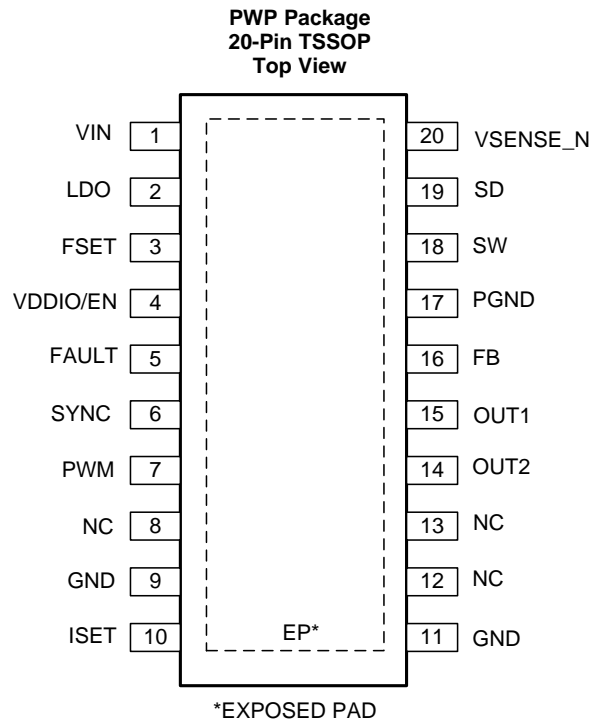 PWP Package
20-Pin TSSOP
Top View
VIN 1 20 VSENSE_N
LDO 2 19 SD
FSET 3 18 SW
VDDIO/EN 4 17 PGND
FAULT 5 16 FB
SYNC 6 15 OUT1
PWM 7 14 OUT2
NC 8 13 NC
GND 9 12 NC
ISET 10 EP* 11 GND
*EXPOSED PAD